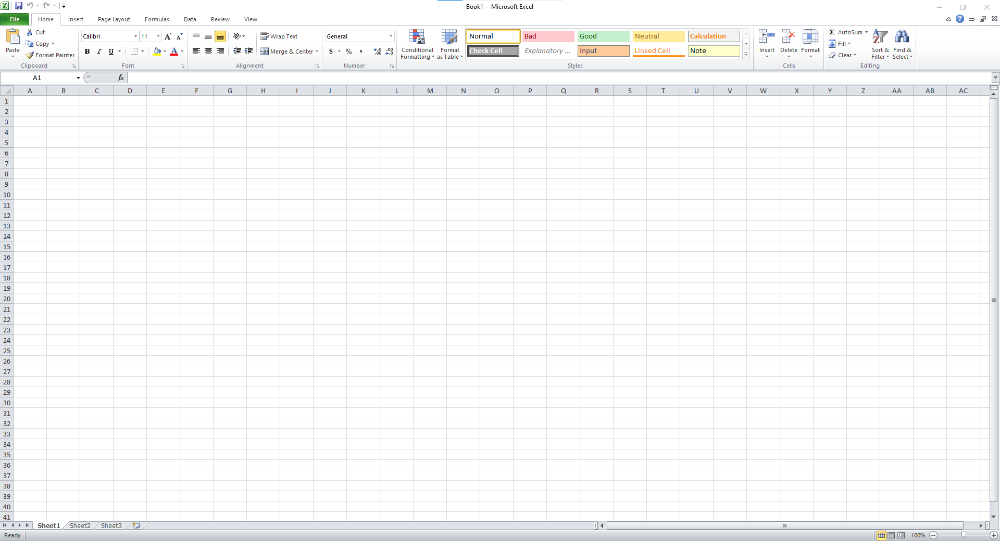 Book1 - Microsoft Excel
File Home Insert Page Layout Formulas Data Review View
Paste Cut Copy Format Painter Clipboard
Calibri 11 A A B I U A Font
Wrap Text Merge & Center Alignment
General $ % , .0 .00 .00 .0 Number
Conditional Formatting Format as Table
Normal Bad Good Neutral Calculation
Check Cell Explanatory ... Input Linked Cell Note
Styles
Insert Delete Format Cells
Σ AutoSum Fill Clear Sort & Filter Find & Select Editing
A1 fx
A B C D E F G H I J K L M N O P Q R S T U V W X Y Z AA AB AC
1
2
3
4
5
6
7
8
9
10
11
12
13
14
15
16
17
18
19
20
21
22
23
24
25
26
27
28
29
30
31
32
33
34
35
36
37
38
39
40
41
Sheet1 Sheet2 Sheet3
Ready 100%